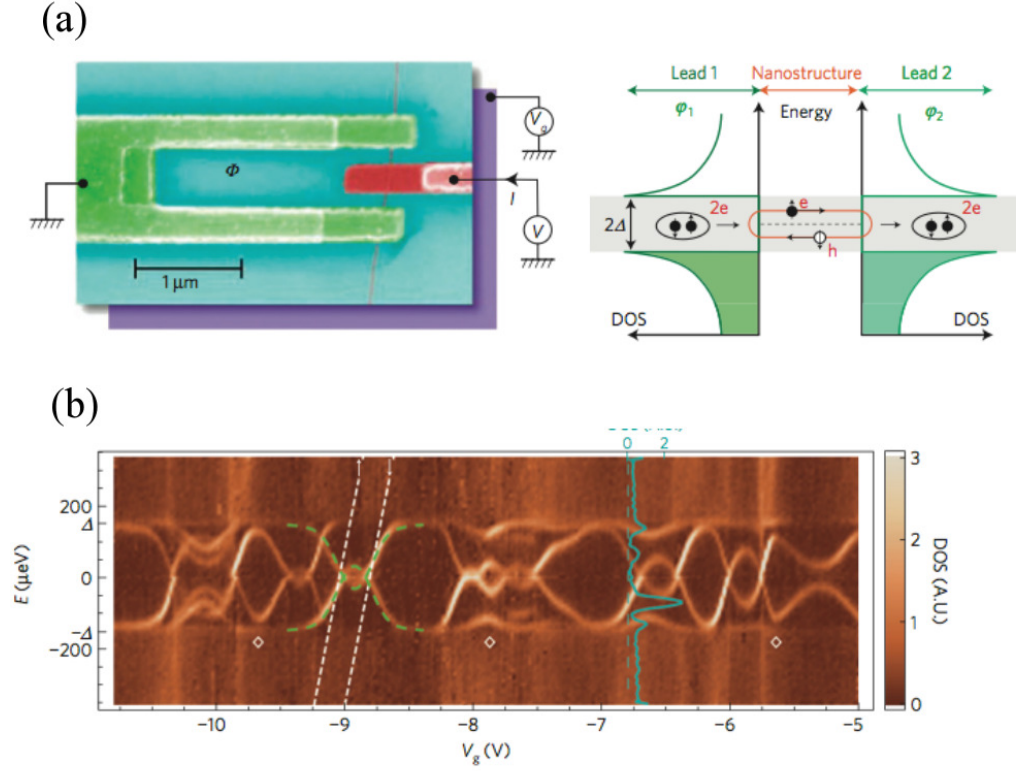 (a)
Φ
1 μm
I
V
Vg
Lead 1 Nanostructure Lead 2
φ1 Energy φ2
2Δ
2e e 2e
h
DOS DOS
(b)
0 2
200
Δ
0
−Δ
−200
E (μeV)
−10 −9 −8 −7 −6 −5
Vg (V)
3
2
1
0
DOS (A.U.)